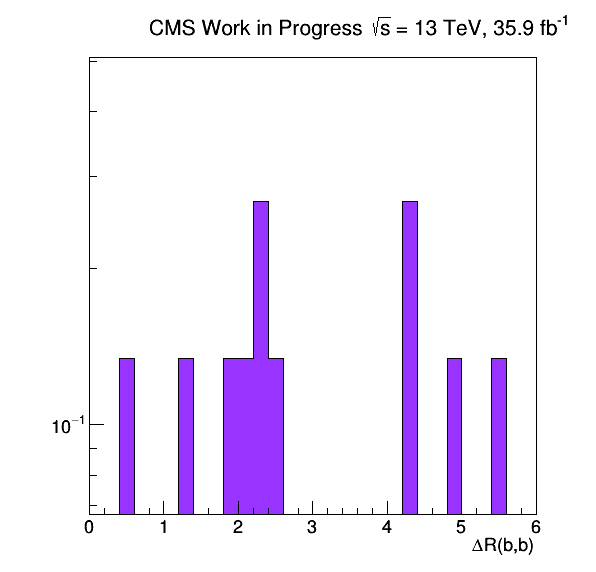 CMS Work in Progress √s = 13 TeV, 35.9 fb⁻¹
10⁻¹
0 1 2 3 4 5 6
ΔR(b,b)